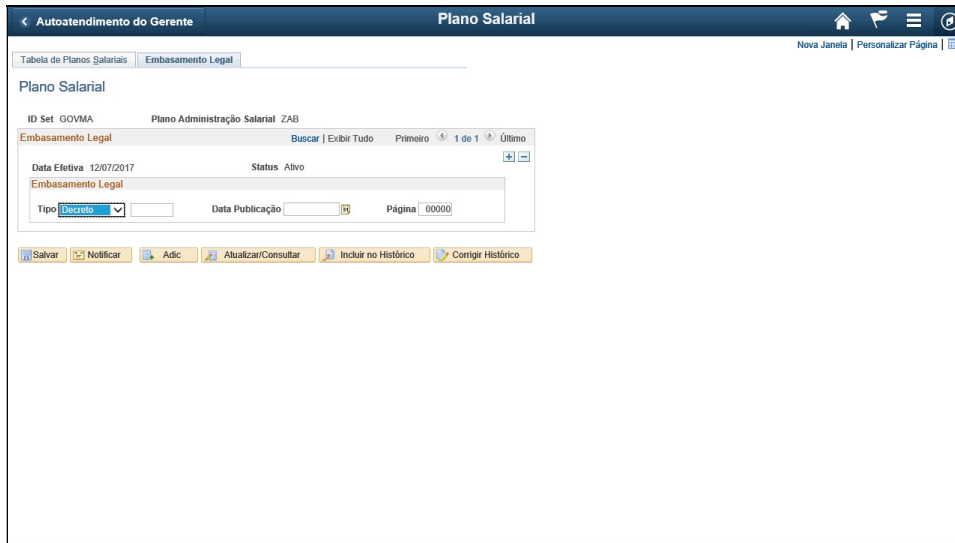 Autoatendimento do Gerente
Plano Salarial
Nova Janela | Personalizar Página |
Tabela de Planos Salariais
Embasamento Legal
Plano Salarial
ID Set GOVMA Plano Administração Salarial ZAB
Embasamento Legal Buscar | Exibir Tudo Primeiro 1 de 1 Último
Data Efetiva 12/07/2017 Status Ativo
Embasamento Legal
Tipo Decreto Data Publicação Página 00000
Salvar Notificar Adic Atualizar/Consultar Incluir no Histórico Corrigir Histórico